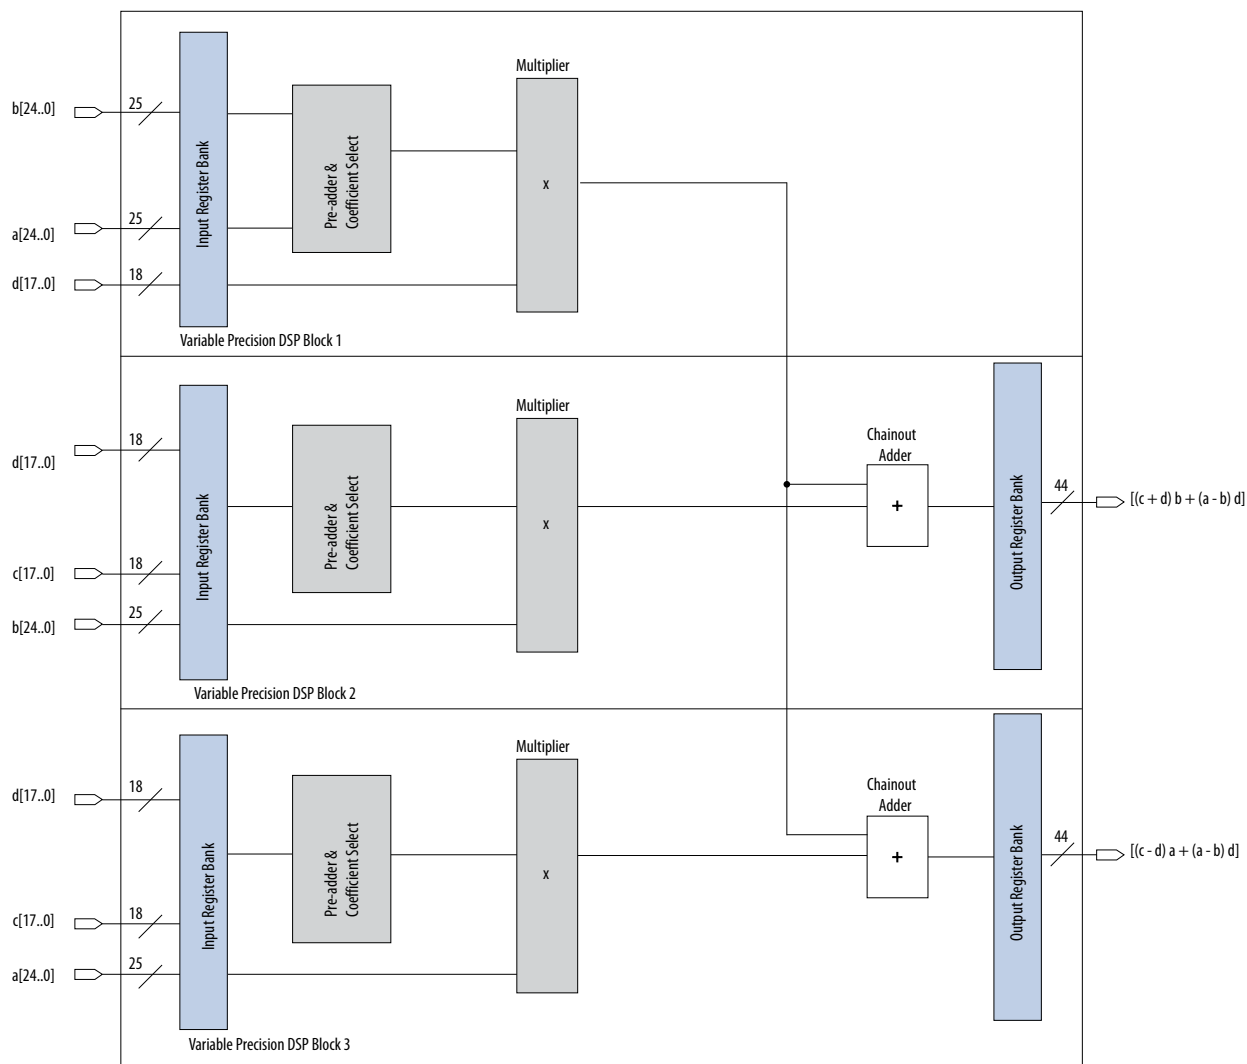 Multiplier
b[24..0]
25
Input Register Bank
Pre-adder &
Coefficient Select
x
a[24..0]
25
d[17..0]
18
Variable Precision DSP Block 1
Multiplier
d[17..0]
18
Input Register Bank
Pre-adder &
Coefficient Select
x
Chainout
Adder
+
Output Register Bank
44
[(c + d) b + (a - b) d]
c[17..0]
18
b[24..0]
25
Variable Precision DSP Block 2
Multiplier
d[17..0]
18
Input Register Bank
Pre-adder &
Coefficient Select
x
Chainout
Adder
+
Output Register Bank
44
[(c - d) a + (a - b) d]
c[17..0]
18
a[24..0]
25
Variable Precision DSP Block 3